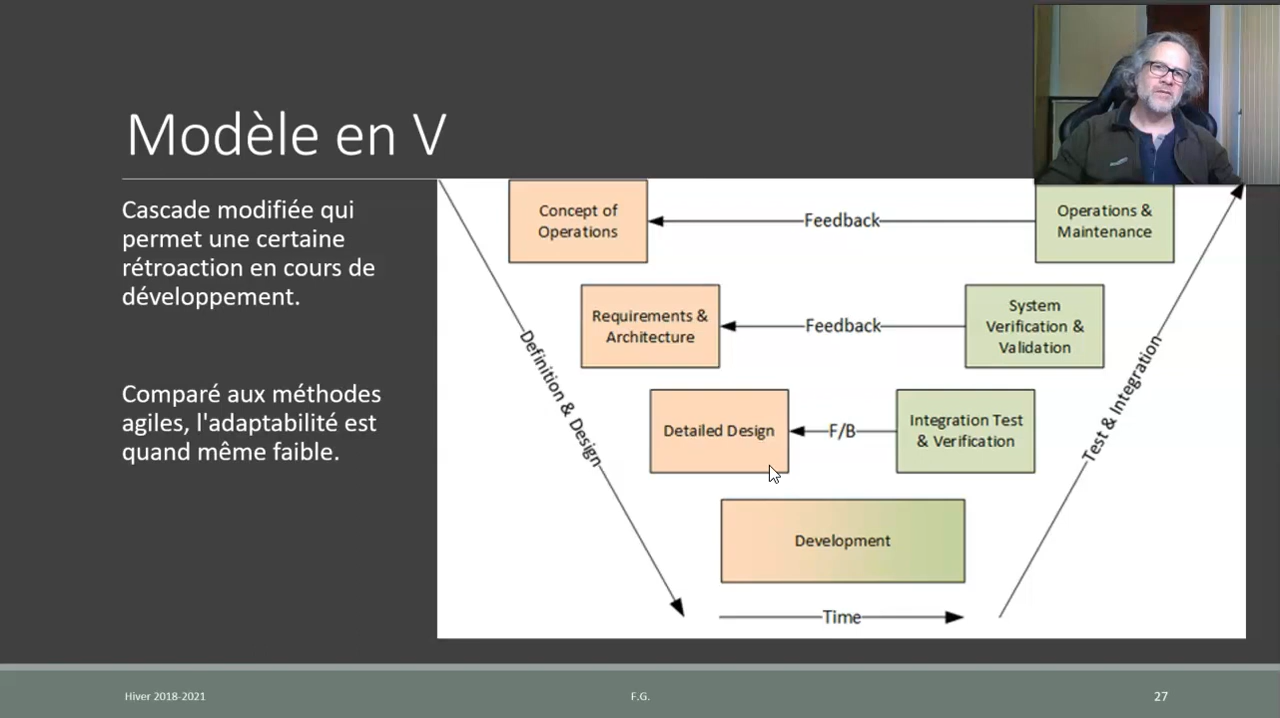 Modèle en V
Cascade modifiée qui
permet une certaine
rétroaction en cours de
développement.
Comparé aux méthodes
agiles, l'adaptabilité est
quand même faible.
Concept of
Operations
Feedback
Operations &
Maintenance
Requirements &
Architecture
Feedback
System
Verification &
Validation
Definition & Design
Test & Integration
Detailed Design
F/B
Integration Test
& Verification
Development
Time
Hiver 2018-2021
F.G.
27